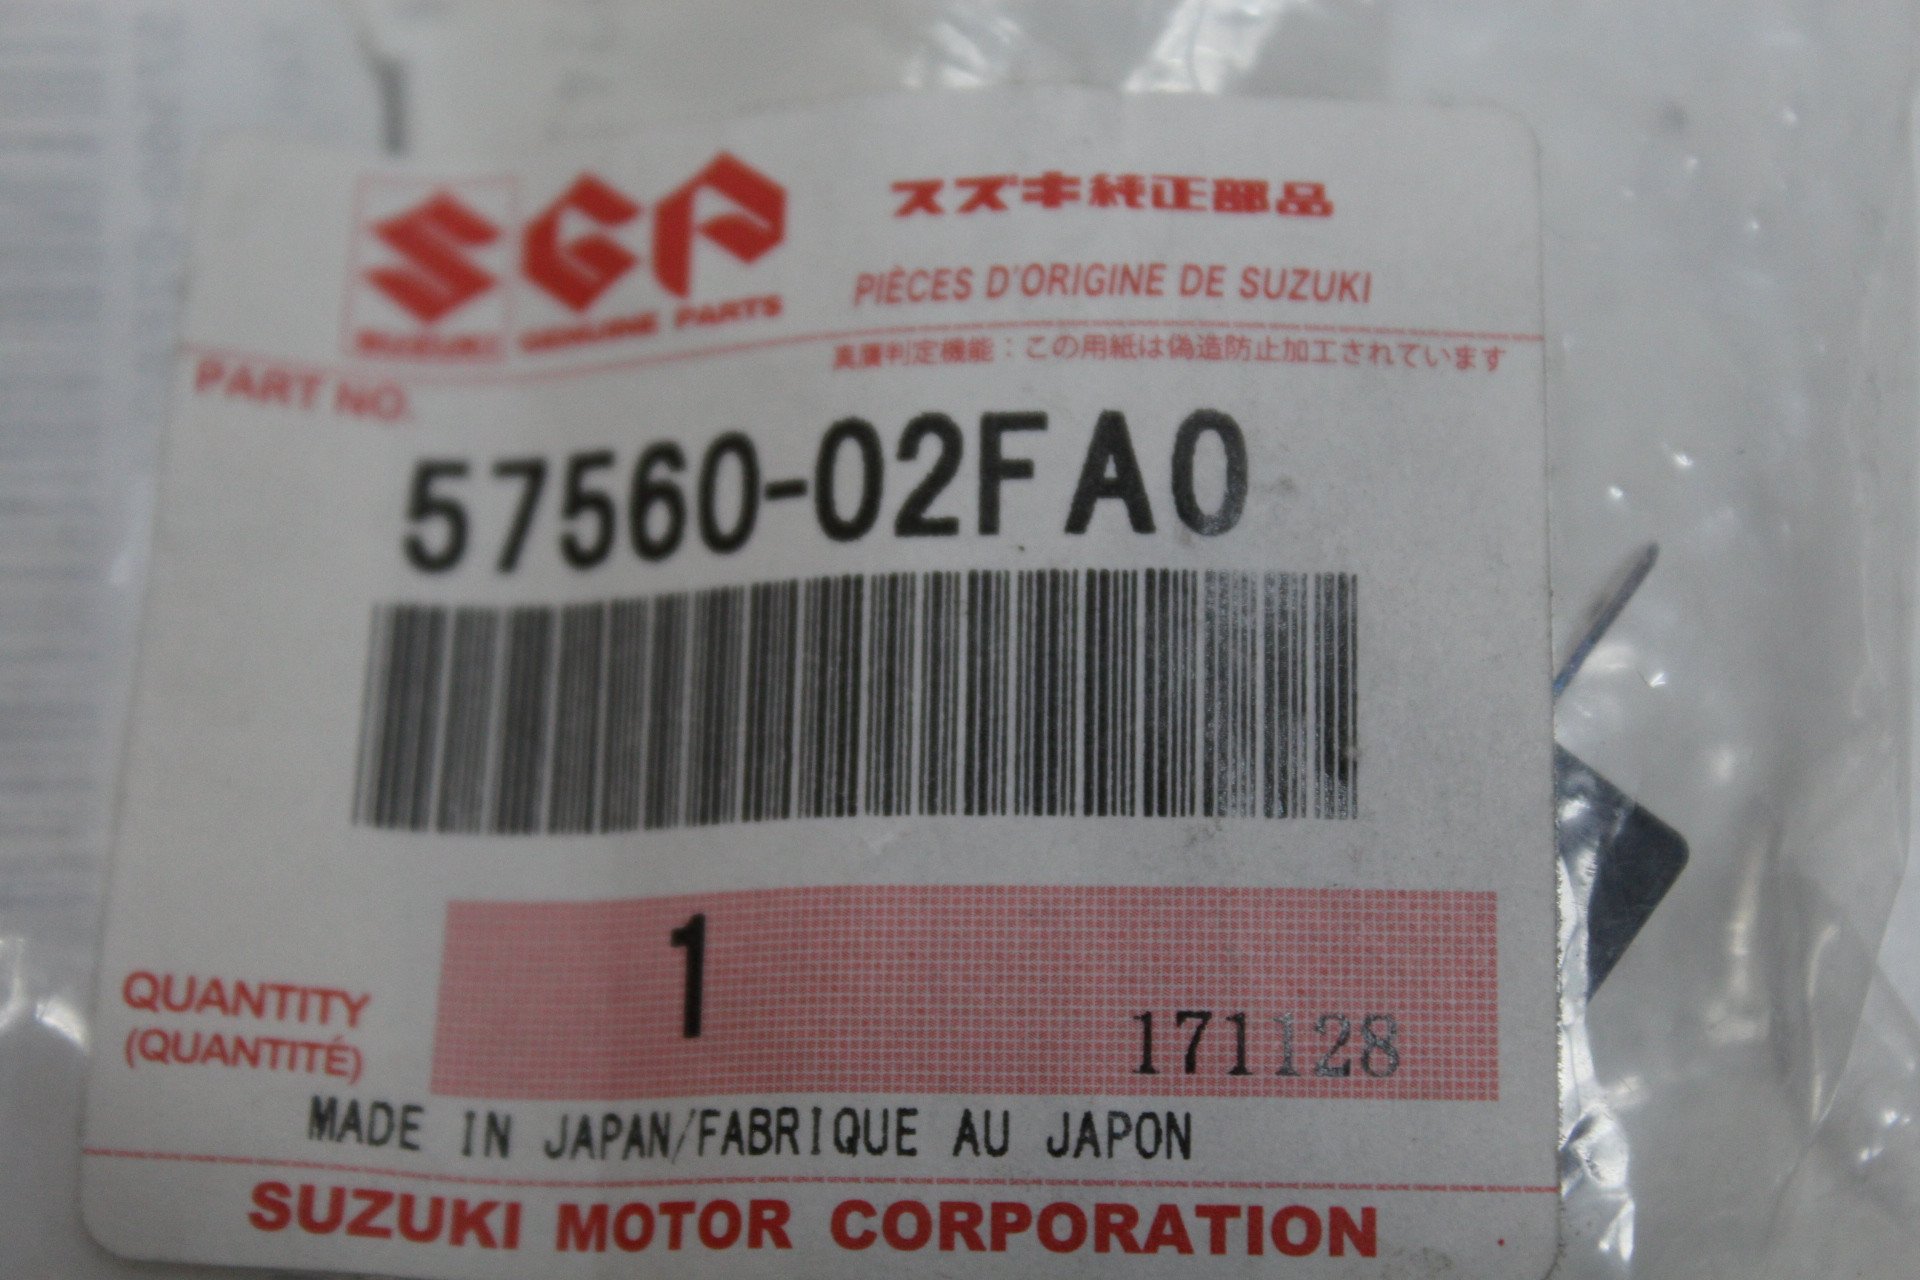 SGP
SUZUKI GENUINE PARTS
スズキ純正部品
PIÈCES D'ORIGINE DE SUZUKI
真贋判定機能：この用紙は偽造防止加工されています
PART NO.
57560-02FA0
1
171128
QUANTITY
(QUANTITÉ)
MADE IN JAPAN/FABRIQUE AU JAPON
SUZUKI MOTOR CORPORATION